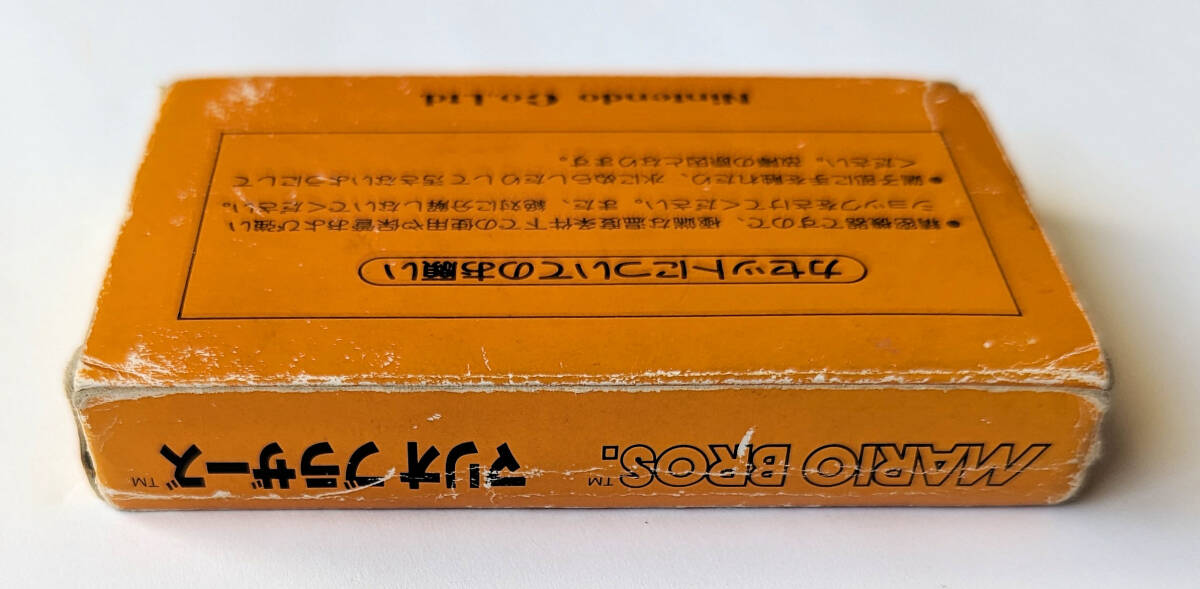 MARIO BROS.™ マリオブラザーズ™
カセットについてのお願い
●精密機器ですので、極端な温度条件下での使用や保管および強い
ショックをさけてください。また、絶対に分解しないでください。
●端子部に手を触れたり、水にぬらしたりして汚さないようにして
ください。故障の原因となります。
Nintendo Co.,Ltd.